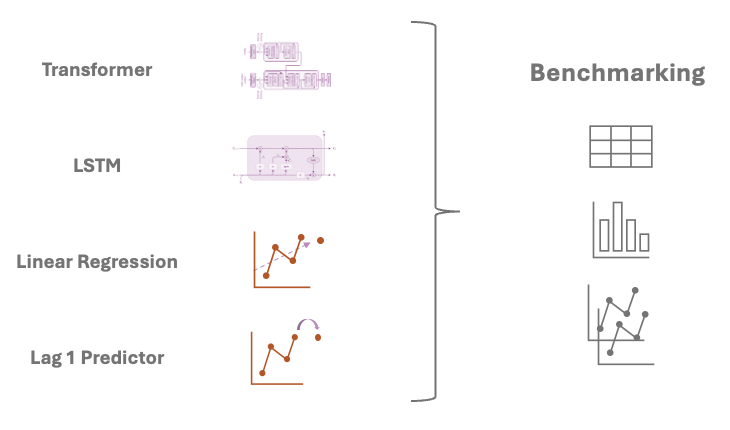 Transformer
Benchmarking
LSTM
Linear Regression
Lag 1 Predictor